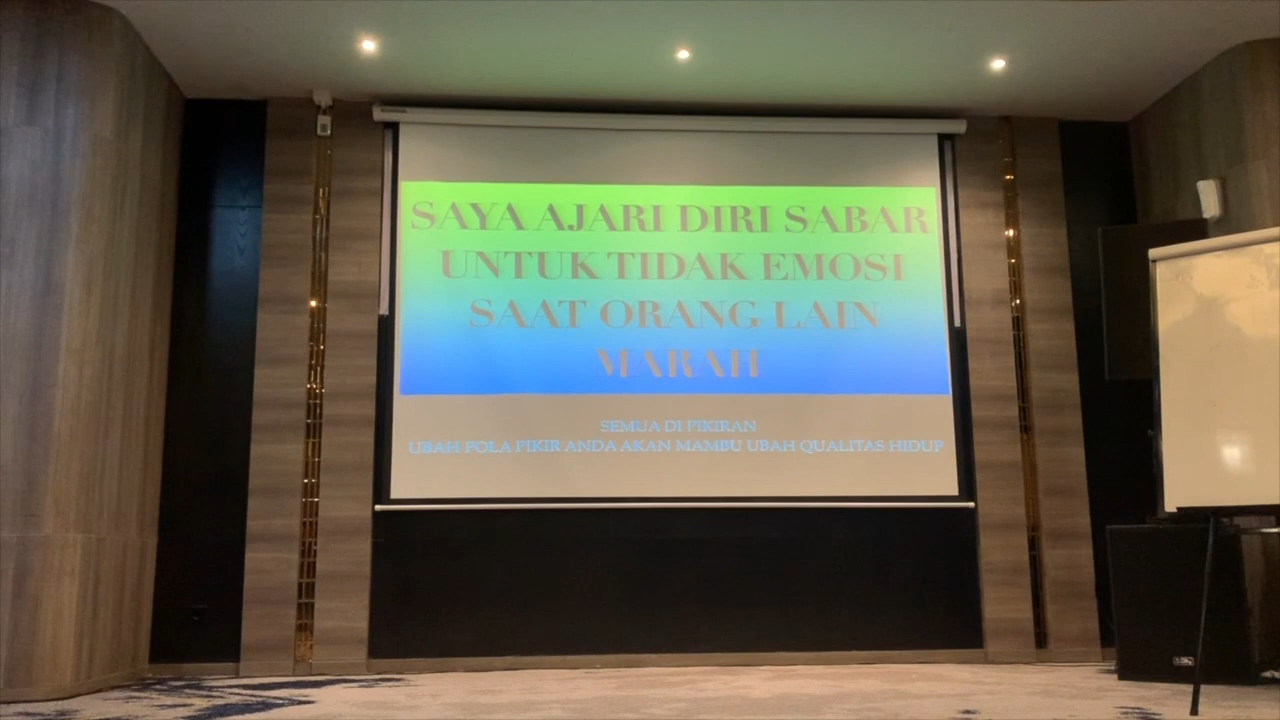 SAYA AJARI DIRI SABAR
UNTUK TIDAK EMOSI
SAAT ORANG LAIN
MARAH
SEMUA DI PIKIRAN
UBAH POLA FIKIR ANDA AKAN MAMBU UBAH QUALITAS HIDUP